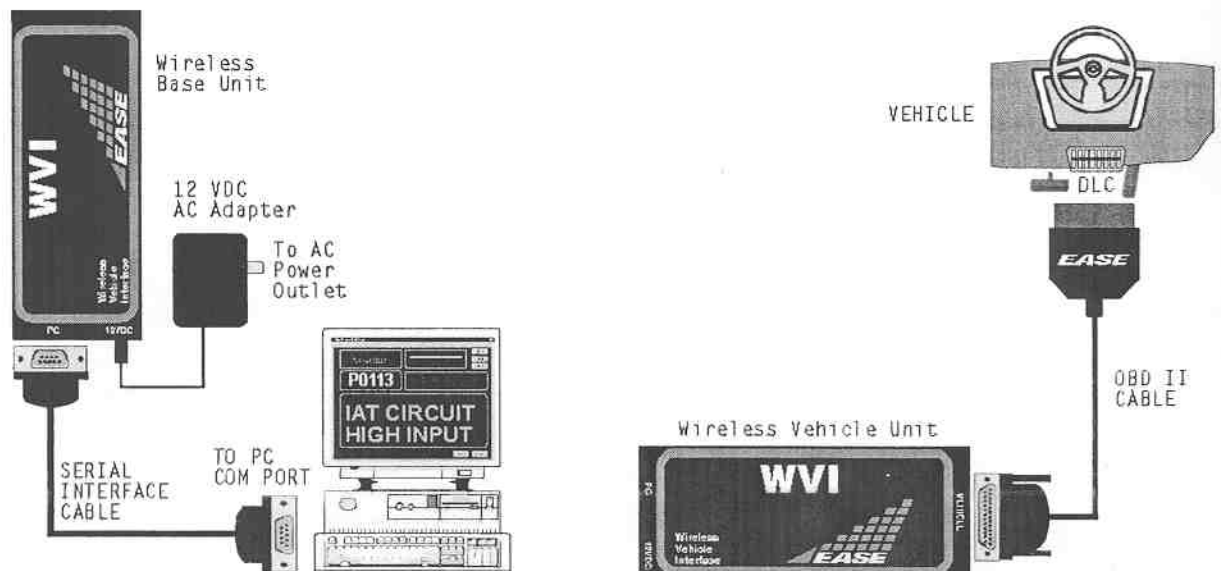 Wireless
Base Unit
WVI
EASE
Wireless
Vehicle
Interface
PC
12VDC
12 VDC
AC Adapter
To AC
Power
Outlet
SERIAL
INTERFACE
CABLE
TO PC
COM PORT
P0113
IAT CIRCUIT
HIGH INPUT
VEHICLE
DLC
EASE
OBD II
CABLE
Wireless Vehicle Unit
PC
12VDC
WVI
Wireless
Vehicle
Interface
EASE
VEHICLE